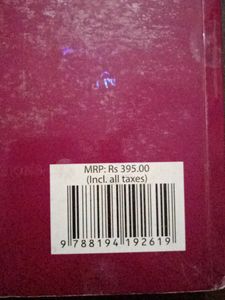 MRP: Rs 395.00
(Incl. all taxes)
9 788194 192619